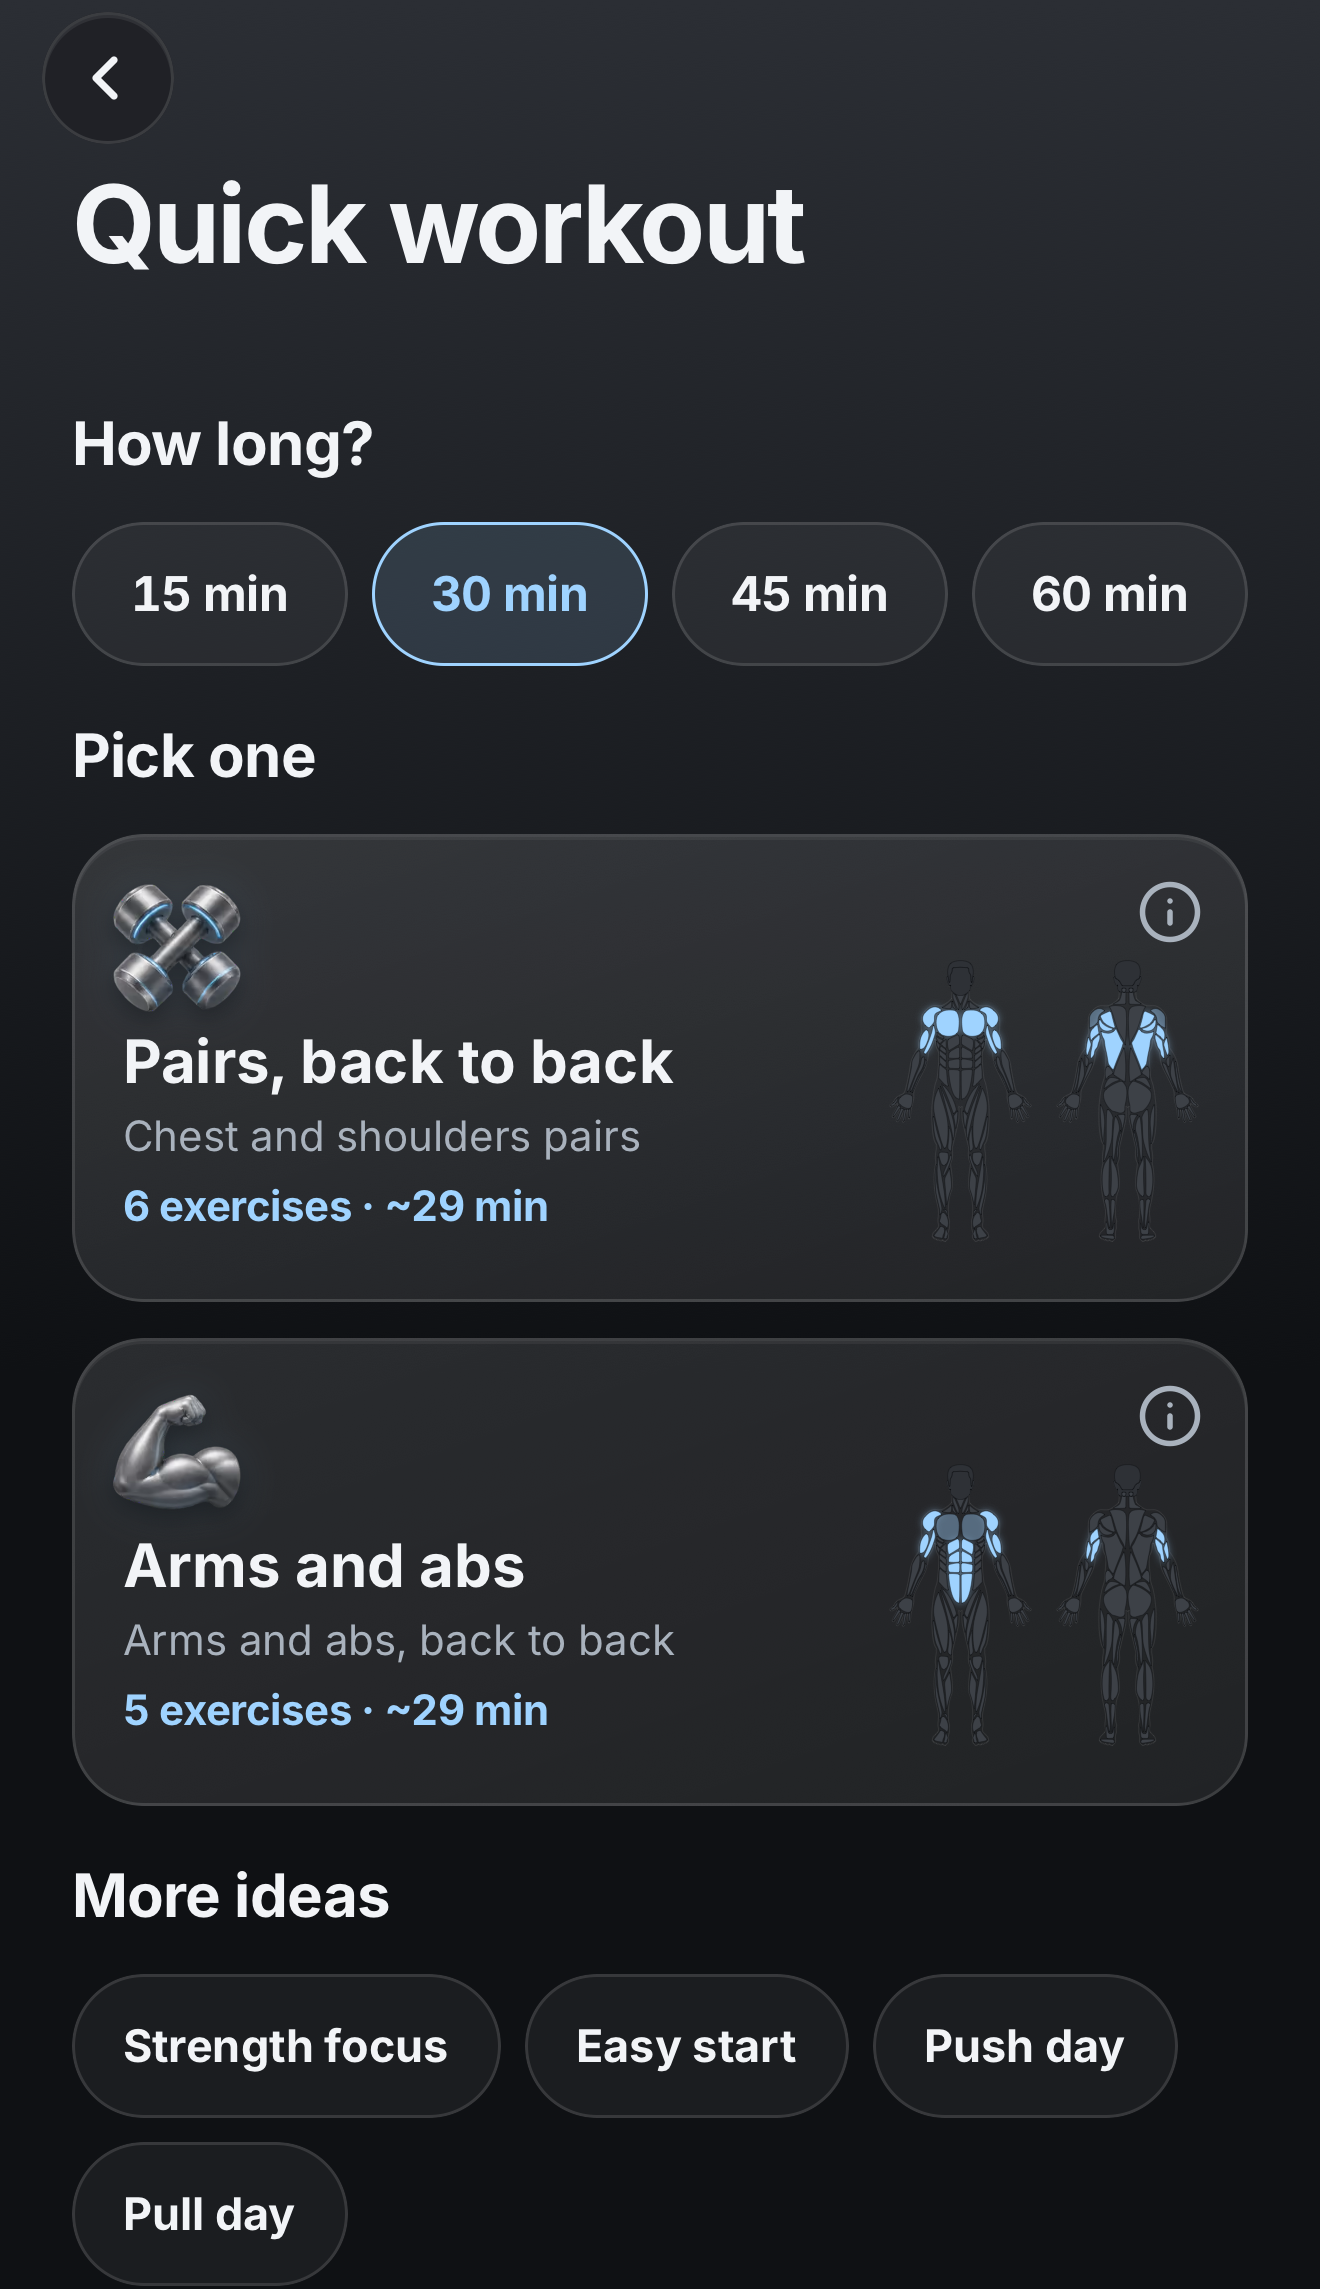 Quick workout
How long?
15 min
30 min
45 min
60 min
Pick one
Pairs, back to back
Chest and shoulders pairs
6 exercises · ~29 min
Arms and abs
Arms and abs, back to back
5 exercises · ~29 min
More ideas
Strength focus
Easy start
Push day
Pull day